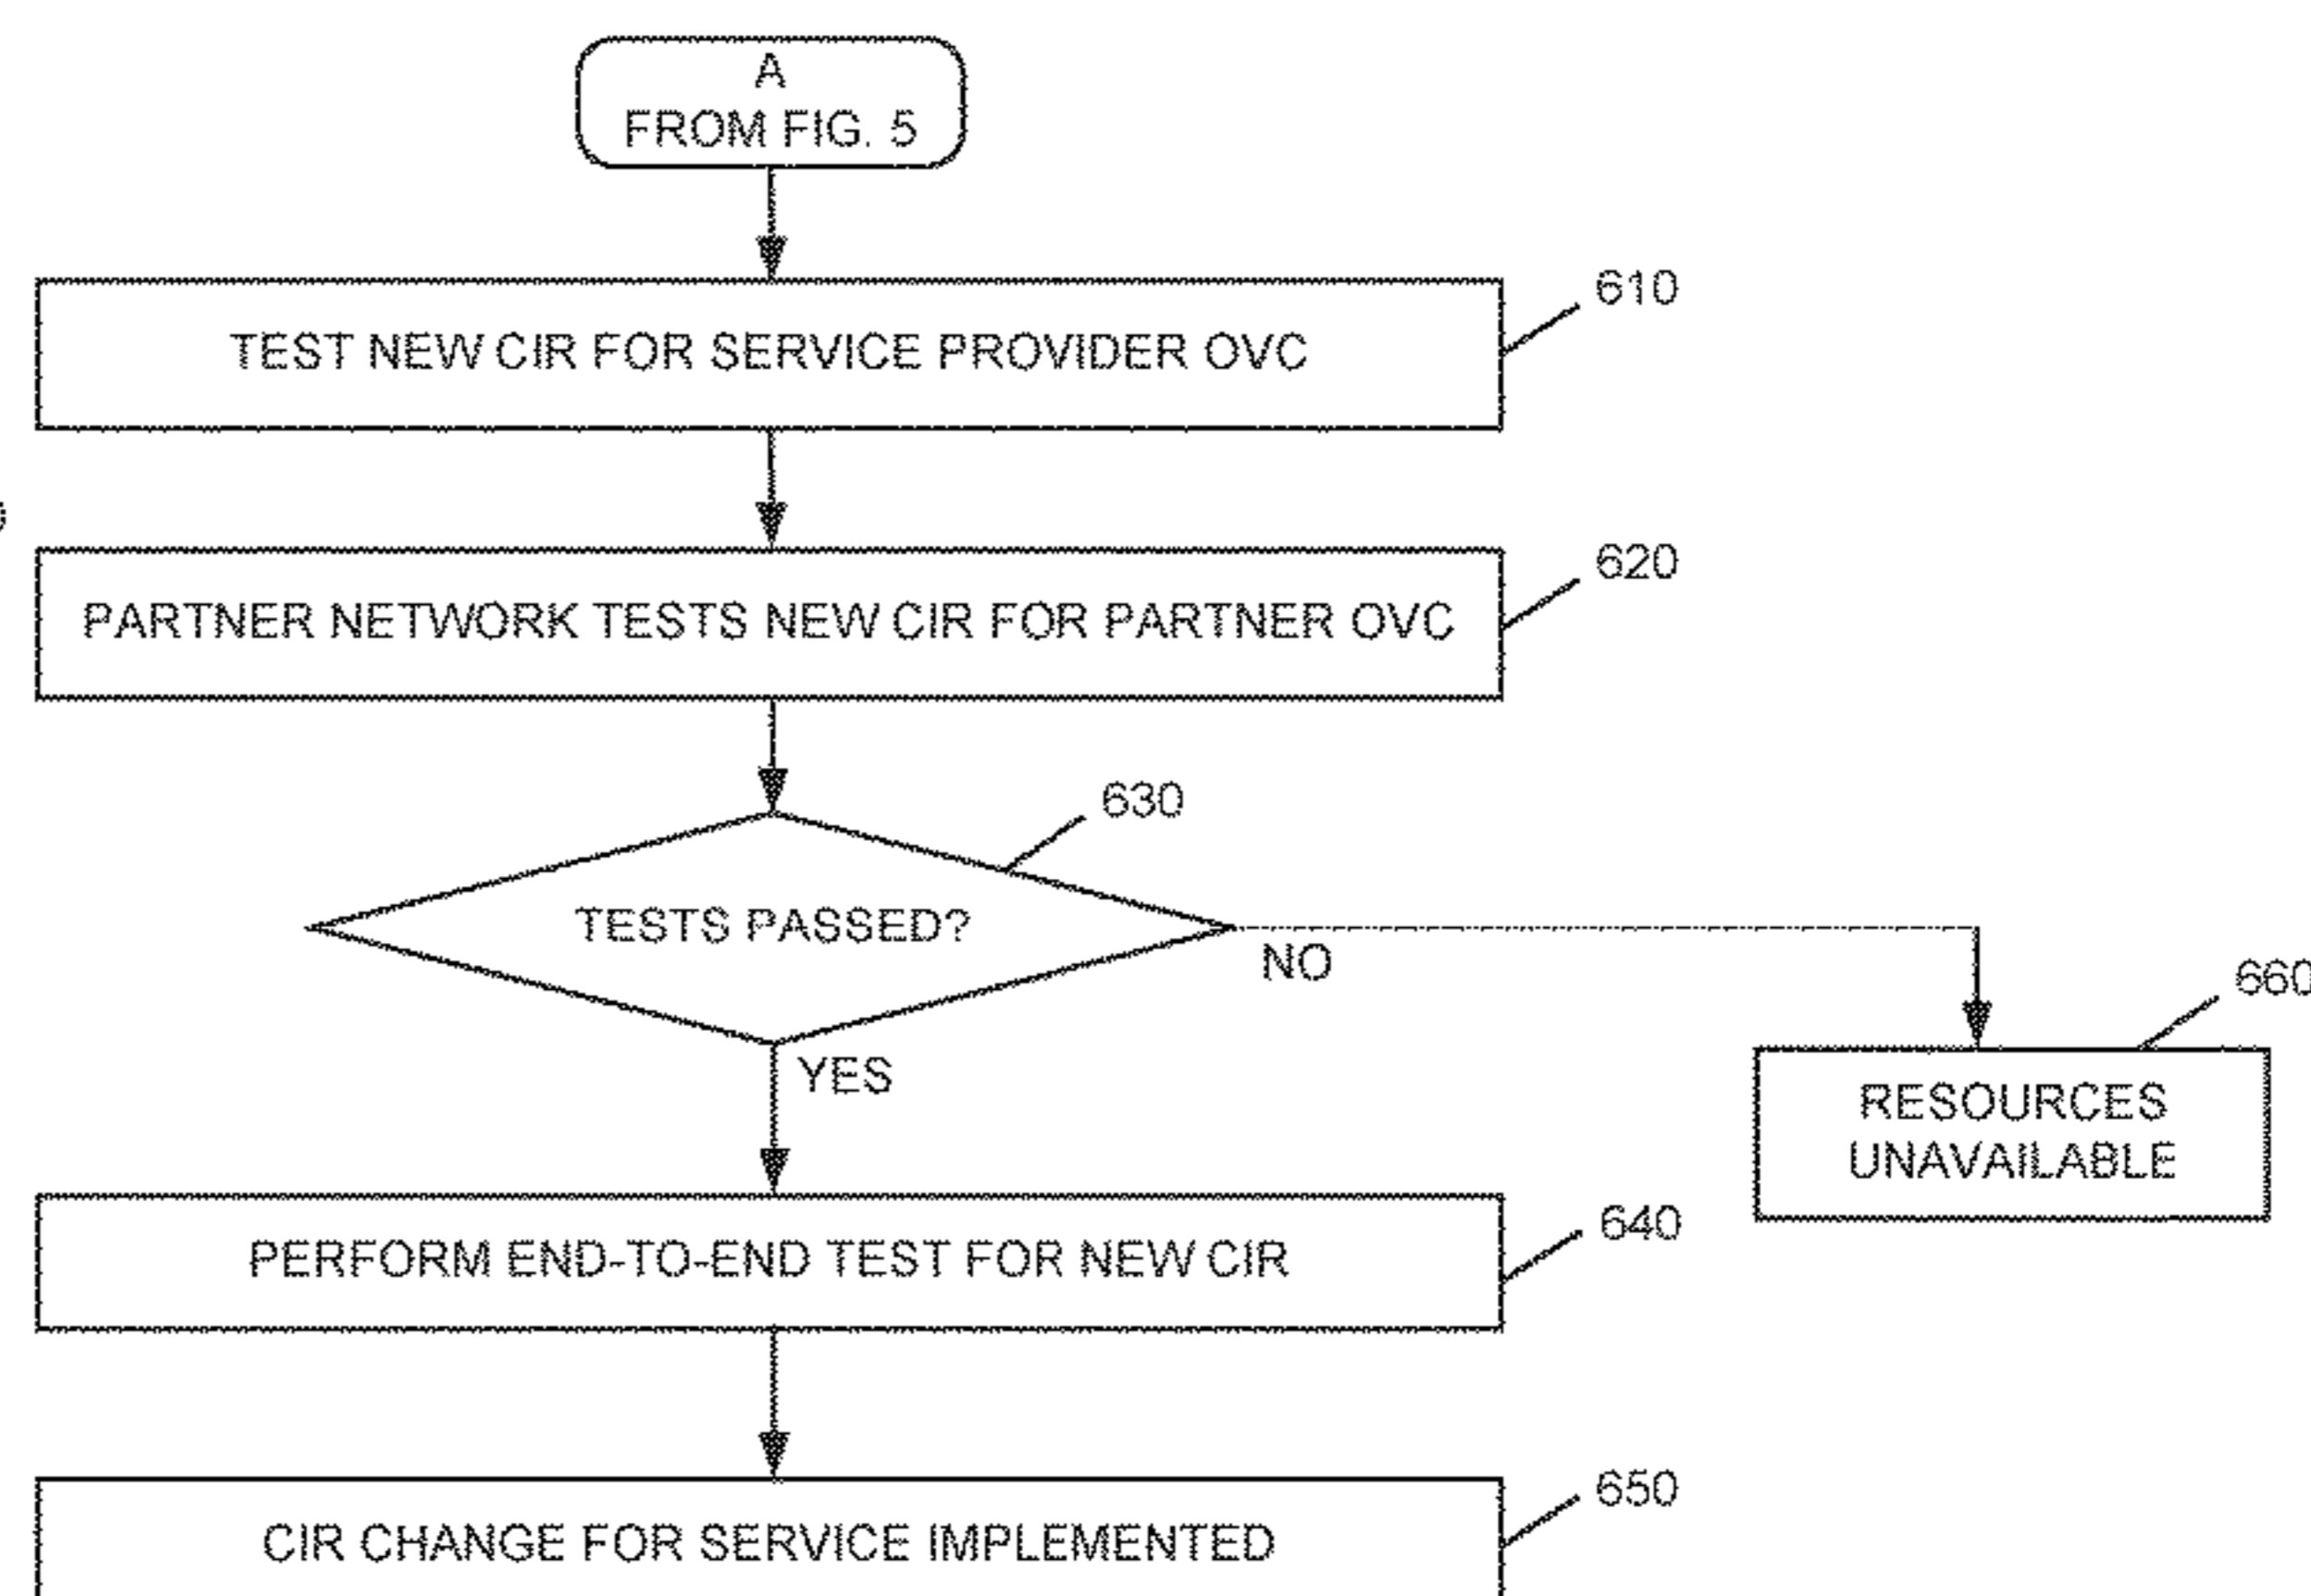 A
FROM FIG. 5
610
TEST NEW CIR FOR SERVICE PROVIDER OVC
620
PARTNER NETWORK TESTS NEW CIR FOR PARTNER OVC
630
TESTS PASSED?
NO
660
YES
RESOURCES
UNAVAILABLE
640
PERFORM END-TO-END TEST FOR NEW CIR
650
CIR CHANGE FOR SERVICE IMPLEMENTED